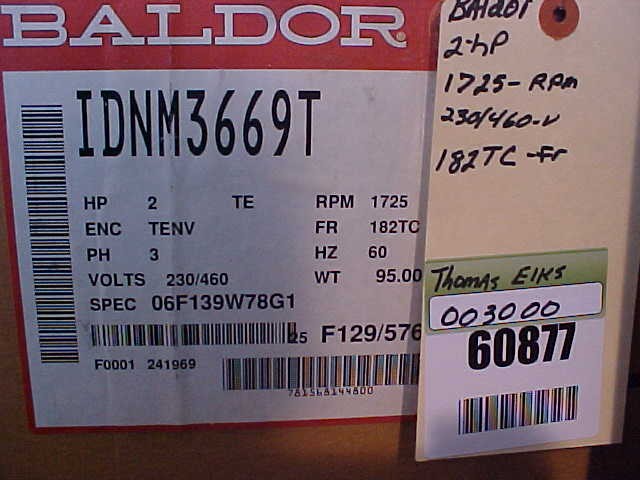 BALDOR
IDNM3669T
HP 2 TE RPM 1725
ENC TENV FR 182TC
PH 3 HZ 60
VOLTS 230/460 WT 95.00
SPEC 06F139W78G1
25 F129/576
F0001 241969
781568144800
BAldor
2-hP
1725-RPM
230/460-V
182TC-Fr
Thomas Elks
003000
60877